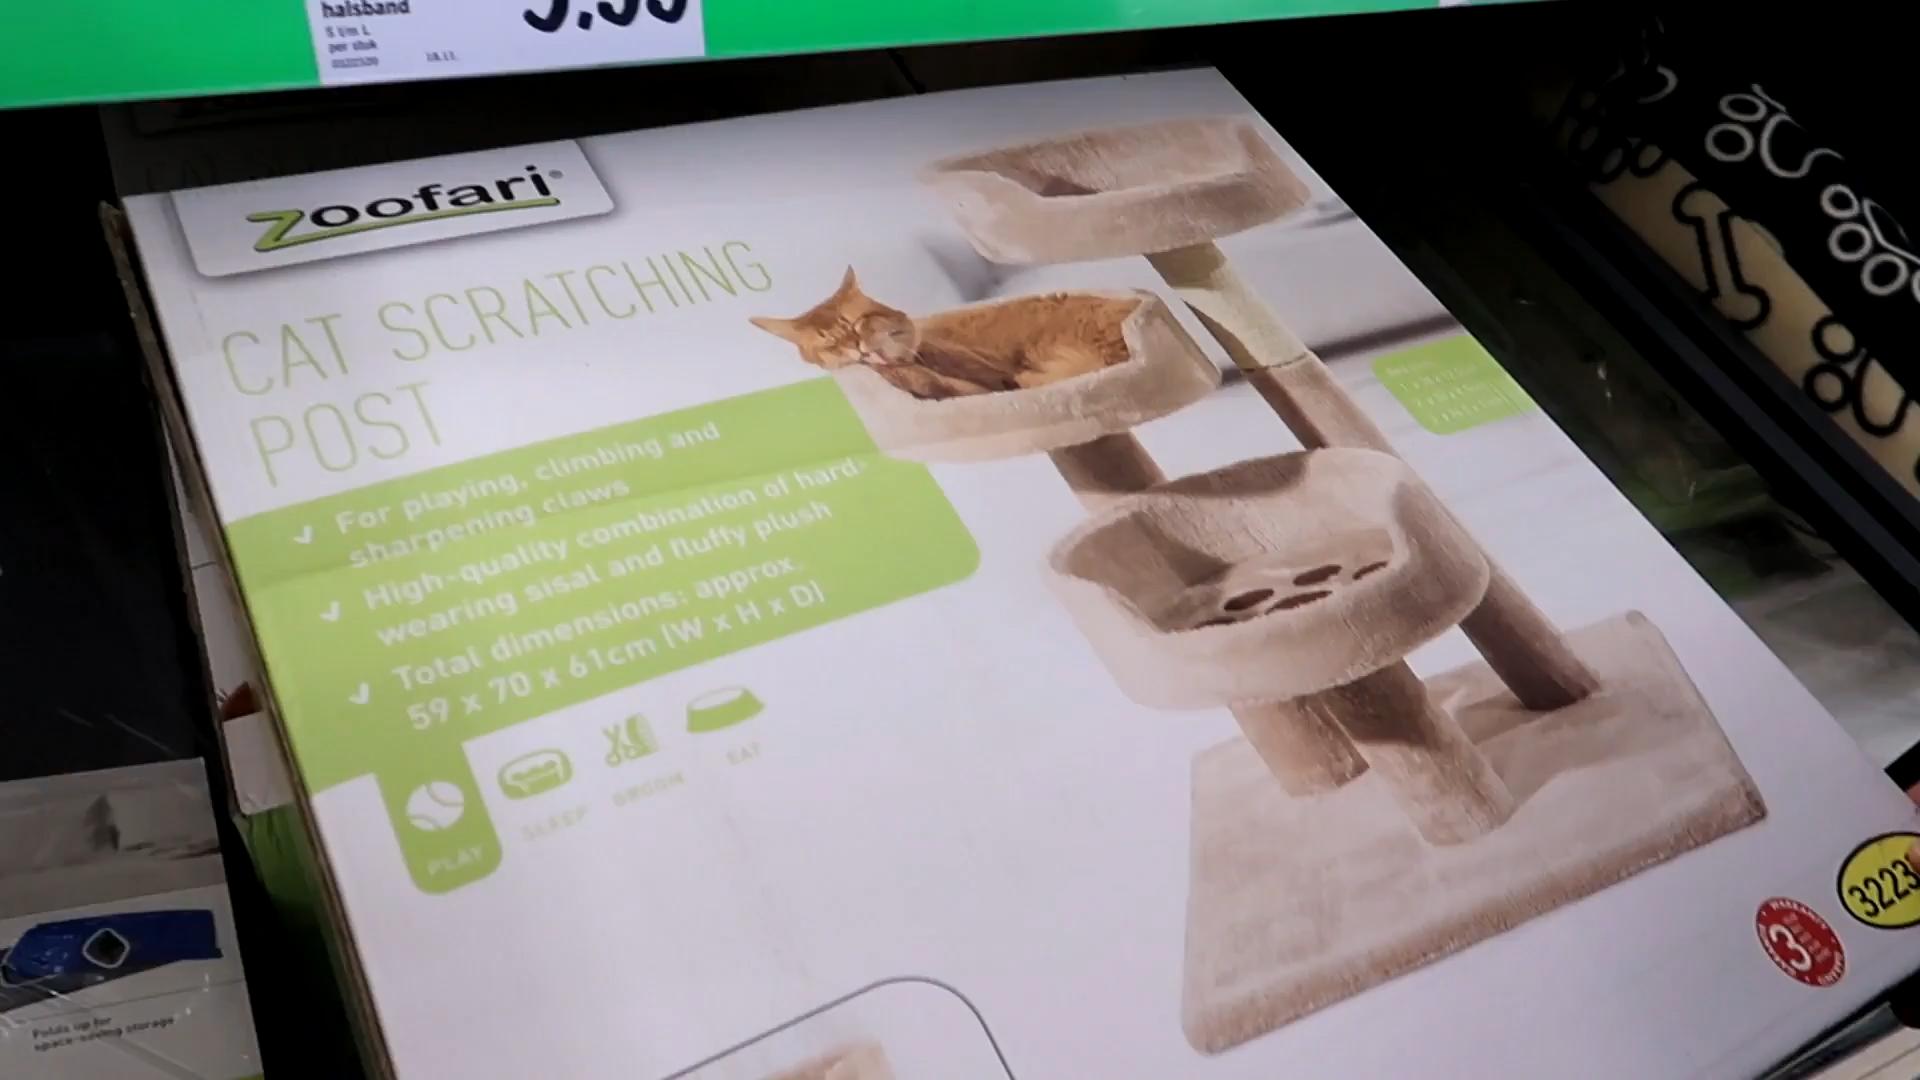 halsband
S t/m L
per stuk
zoofari®
CAT SCRATCHING
POST
✓ For playing, climbing and
sharpening claws
✓ High-quality combination of hard-
wearing sisal and fluffy plush
✓ Total dimensions: approx.
59 x 70 x 61cm (W x H x D)
PLAY
SLEEP
GROOM
EAT
3
Folds up for
space-saving storage